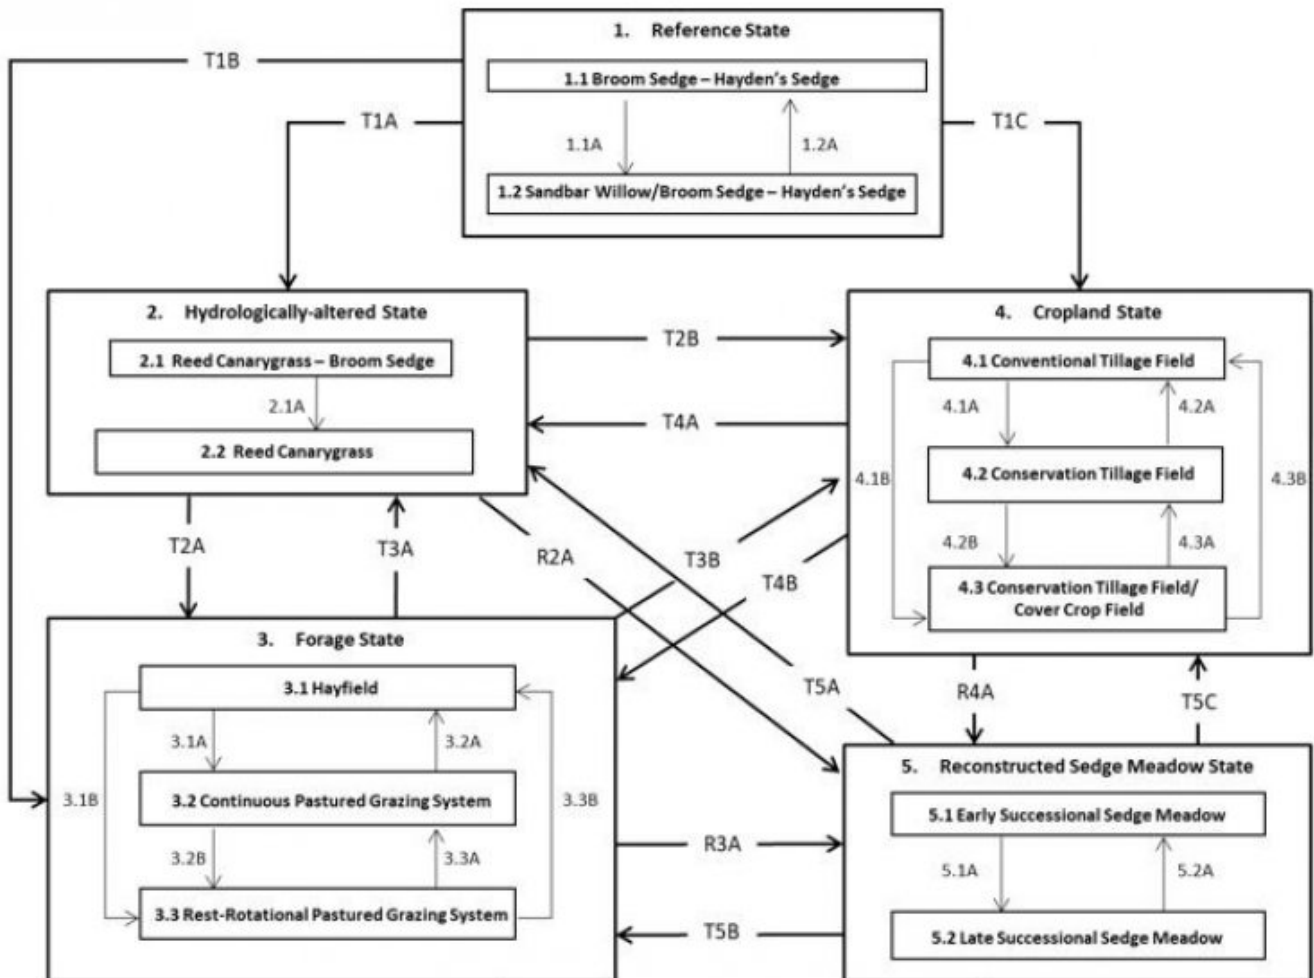 1. Reference State
T1B
1.1 Broom Sedge – Hayden's Sedge
T1A
T1C
1.1A
1.2A
1.2 Sandbar Willow/Broom Sedge – Hayden's Sedge
2. Hydrologically-altered State
4. Cropland State
T2B
2.1 Reed Canarygrass – Broom Sedge
4.1 Conventional Tillage Field
2.1A
4.1A
4.2A
T4A
2.2 Reed Canarygrass
4.2 Conservation Tillage Field
4.1B
4.3B
T2A
T3A
R2A
T3B
4.2B
4.3A
T4B
4.3 Conservation Tillage Field/
Cover Crop Field
3. Forage State
3.1 Hayfield
T5A
R4A
T5C
3.1A
3.2A
5. Reconstructed Sedge Meadow State
3.1B
3.2 Continuous Pastured Grazing System
3.3B
5.1 Early Successional Sedge Meadow
R3A
3.2B
3.3A
5.1A
5.2A
3.3 Rest-Rotational Pastured Grazing System
T5B
5.2 Late Successional Sedge Meadow